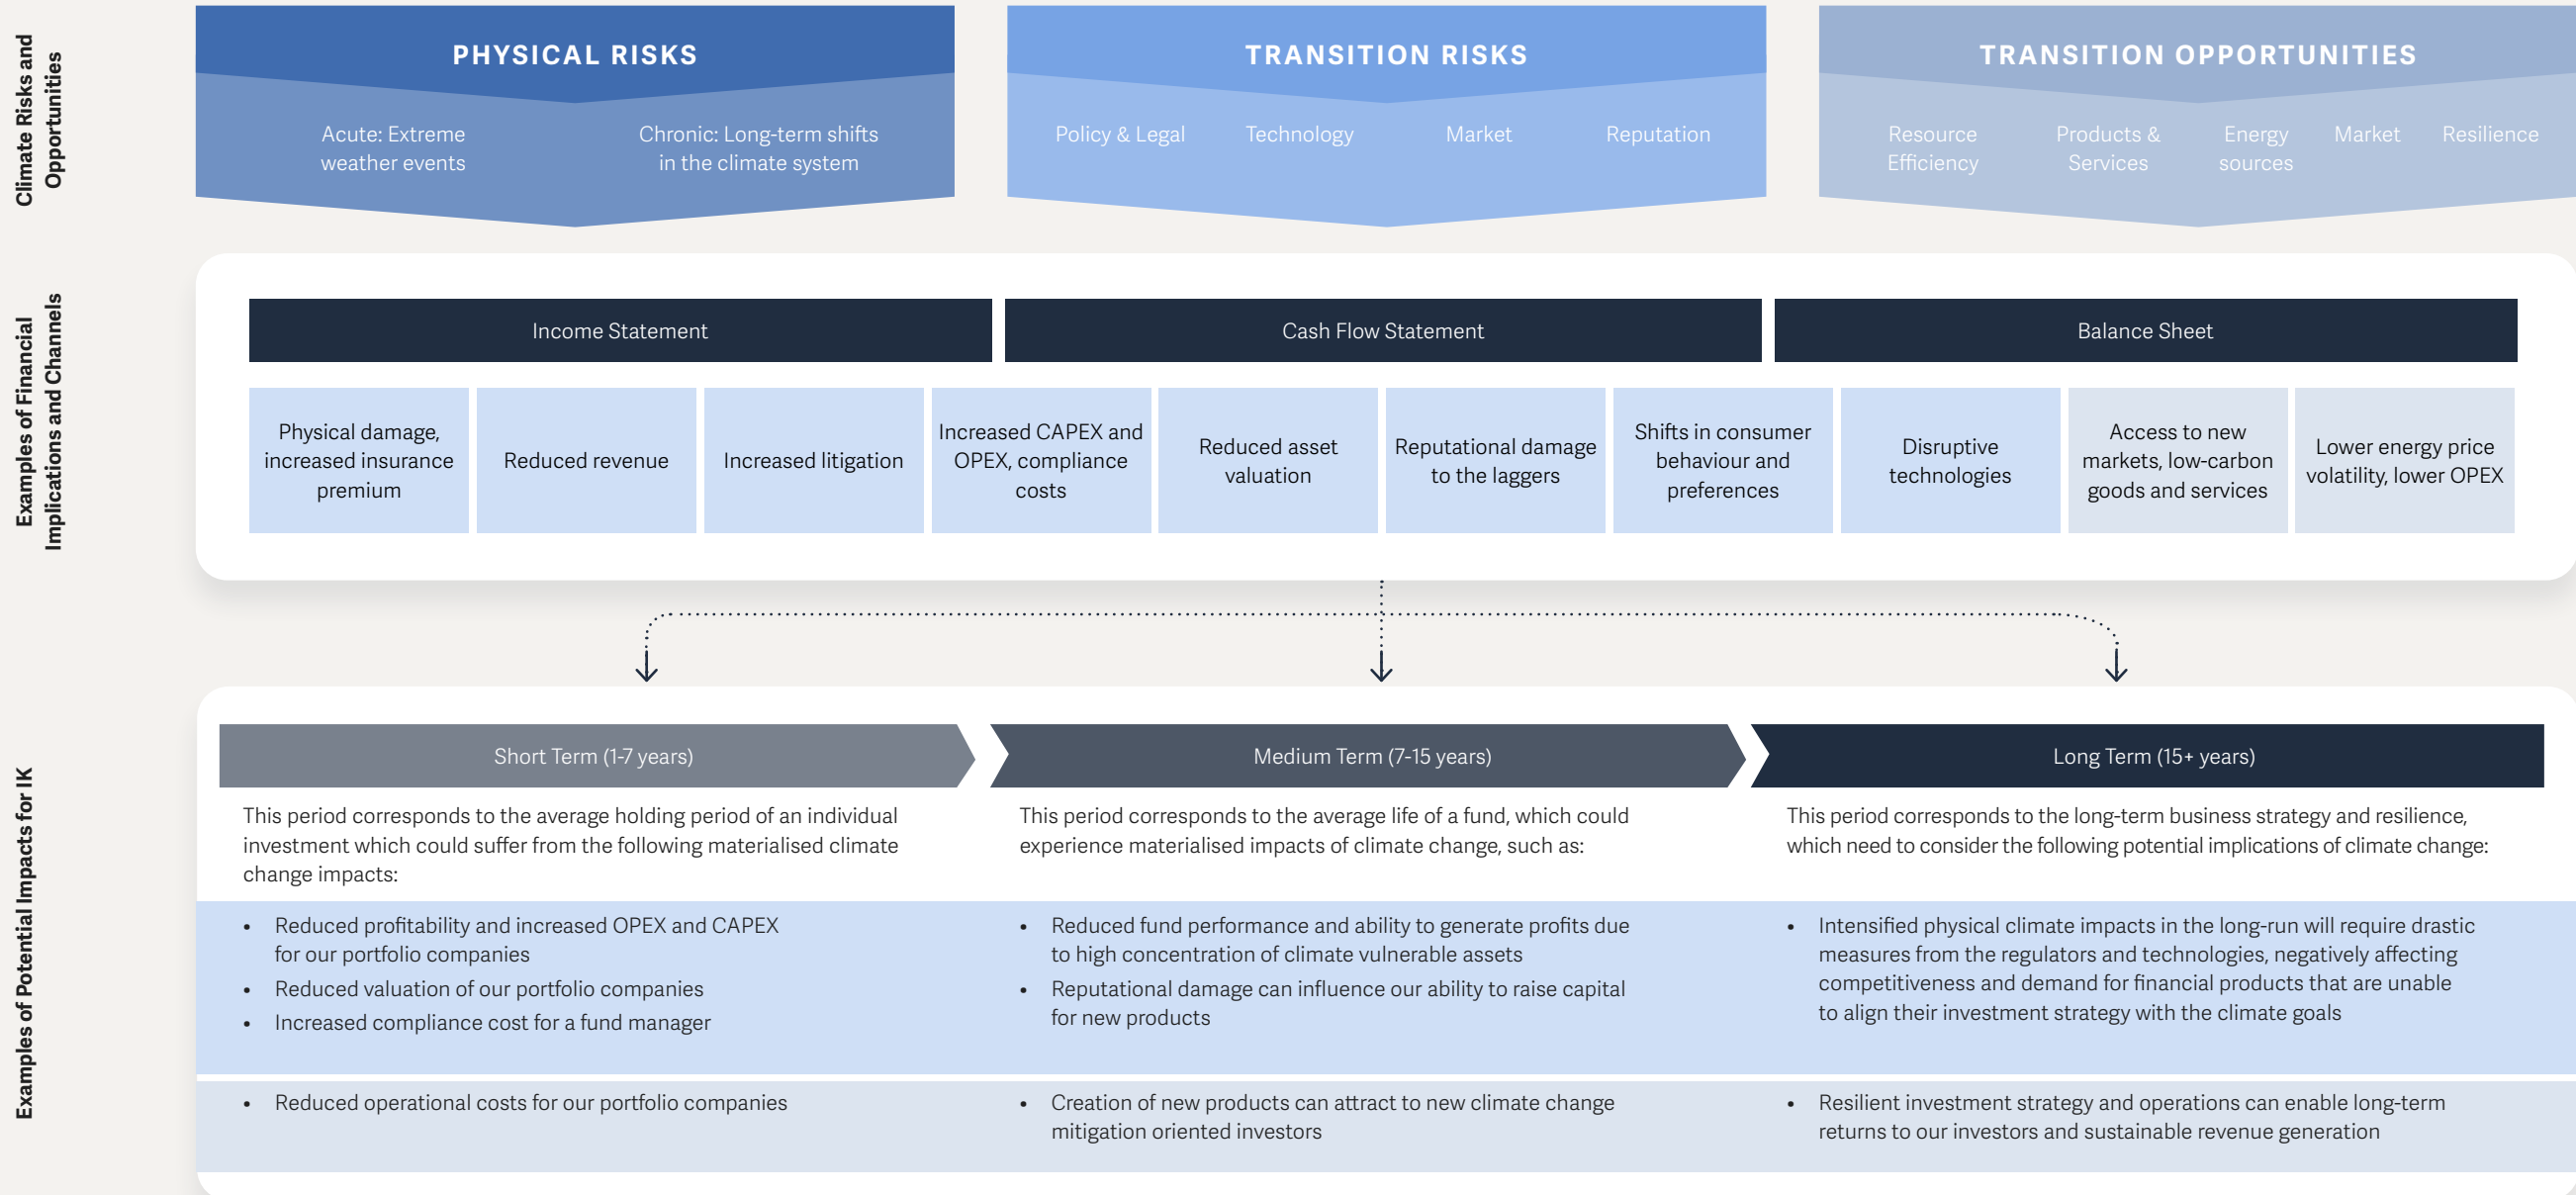 Climate Risks and
Opportunities
PHYSICAL RISKS
Acute: Extreme
weather events
Chronic: Long-term shifts
in the climate system
TRANSITION RISKS
Policy & Legal
Technology
Market
Reputation
TRANSITION OPPORTUNITIES
Resource
Efficiency
Products &
Services
Energy
sources
Market
Resilience
Examples of Financial
Implications and Channels
Income Statement
Cash Flow Statement
Balance Sheet
Physical damage,
increased insurance
premium
Reduced revenue
Increased litigation
Increased CAPEX and
OPEX, compliance
costs
Reduced asset
valuation
Reputational damage
to the laggers
Shifts in consumer
behaviour and
preferences
Disruptive
technologies
Access to new
markets, low-carbon
goods and services
Lower energy price
volatility, lower OPEX
Examples of Potential Impacts for IK
Short Term (1-7 years)
This period corresponds to the average holding period of an individual
investment which could suffer from the following materialised climate
change impacts:
• Reduced profitability and increased OPEX and CAPEX
for our portfolio companies
• Reduced valuation of our portfolio companies
• Increased compliance cost for a fund manager
• Reduced operational costs for our portfolio companies
Medium Term (7-15 years)
This period corresponds to the average life of a fund, which could
experience materialised impacts of climate change, such as:
• Reduced fund performance and ability to generate profits due
to high concentration of climate vulnerable assets
• Reputational damage can influence our ability to raise capital
for new products
• Creation of new products can attract to new climate change
mitigation oriented investors
Long Term (15+ years)
This period corresponds to the long-term business strategy and resilience,
which need to consider the following potential implications of climate change:
• Intensified physical climate impacts in the long-run will require drastic
measures from the regulators and technologies, negatively affecting
competitiveness and demand for financial products that are unable
to align their investment strategy with the climate goals
• Resilient investment strategy and operations can enable long-term
returns to our investors and sustainable revenue generation